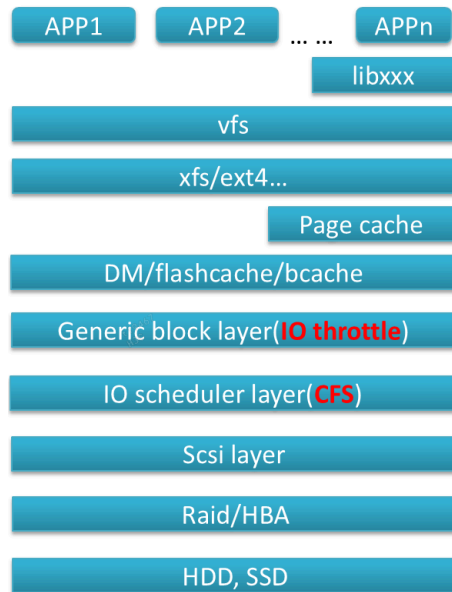 APP1 APP2 ... ... APPn
libxxx
vfs
xfs/ext4...
Page cache
DM/flashcache/bcache
Generic block layer(IO throttle)
IO scheduler layer(CFS)
Scsi layer
Raid/HBA
HDD, SSD